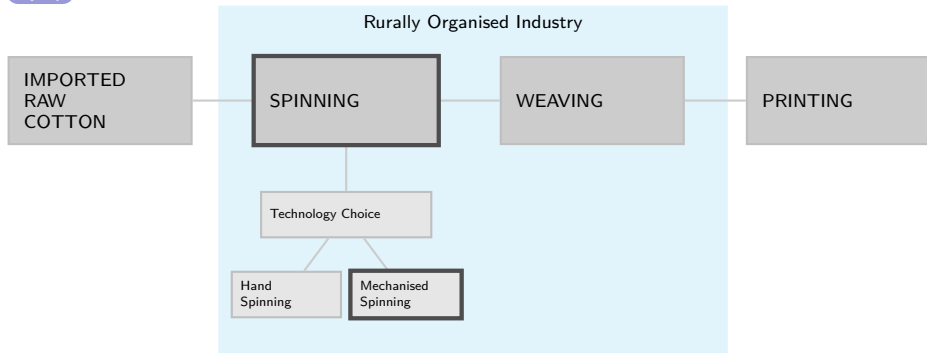 Rurally Organised Industry
IMPORTED
RAW
COTTON
SPINNING
WEAVING
PRINTING
Technology Choice
Hand
Spinning
Mechanised
Spinning